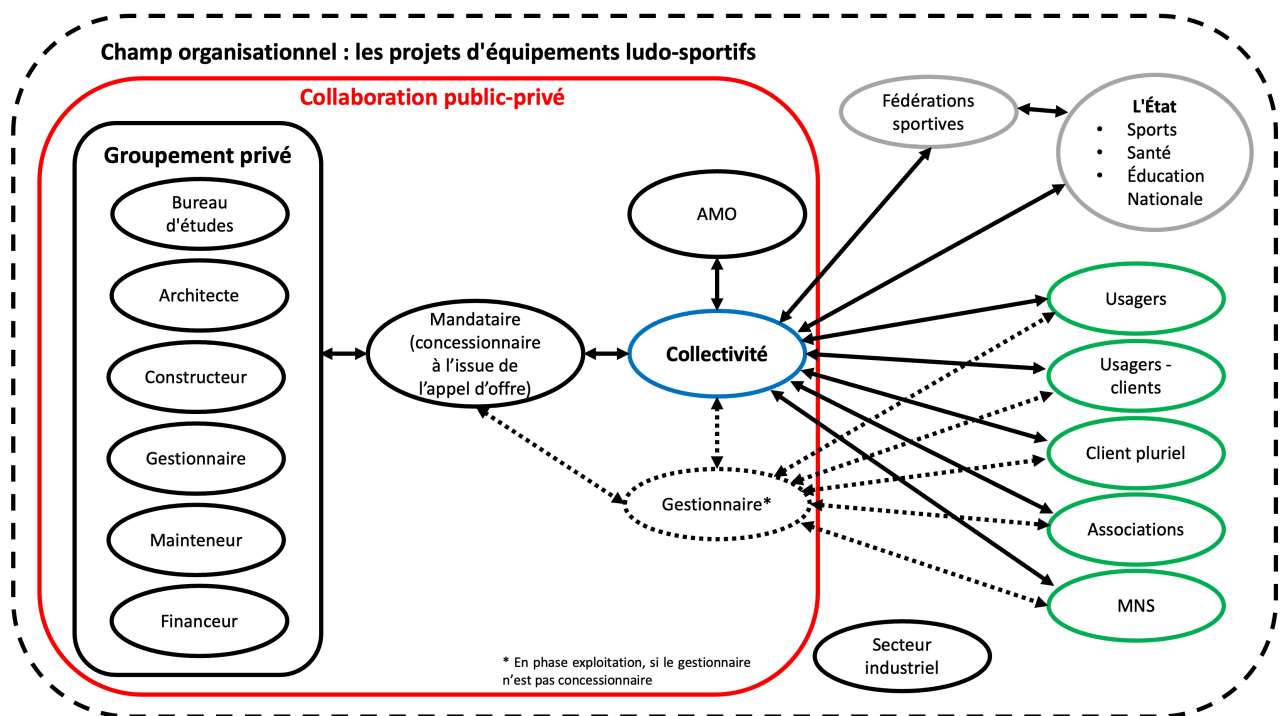 Champ organisationnel : les projets d'équipements ludo-sportifs
Collaboration public-privé
Groupement privé
Bureau
d'études
Architecte
Constructeur
Gestionnaire
Mainteneur
Financeur
Mandataire
(concessionnaire
à l’issue de
l’appel d’offre)
AMO
Collectivité
Gestionnaire*
* En phase exploitation, si le gestionnaire
n’est pas concessionnaire
Fédérations
sportives
L'État
• Sports
• Santé
• Éducation
Nationale
Usagers
Usagers -
clients
Client pluriel
Associations
MNS
Secteur
industriel